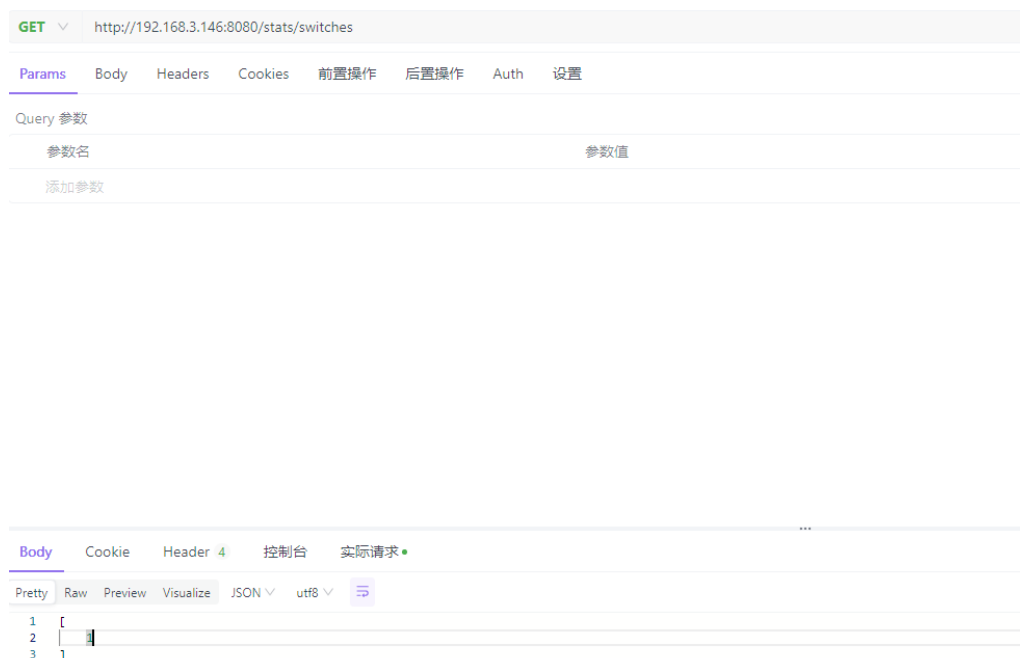 GET http://192.168.3.146:8080/stats/switches
Params Body Headers Cookies 前置操作 后置操作 Auth 设置
Query 参数
参数名 参数值
添加参数
Body Cookie Header 4 控制台 实际请求
Pretty Raw Preview Visualize JSON utf8
1 [
2 1
3 ]